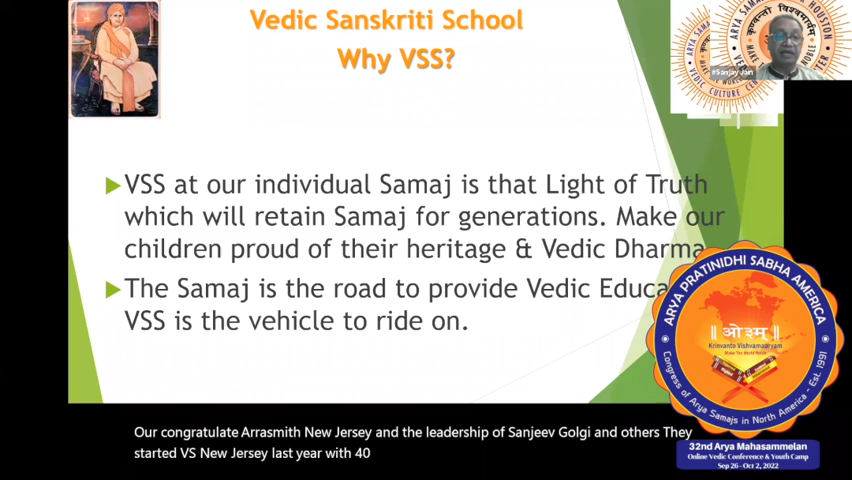 Vedic Sanskriti School
Why VSS?
VSS at our individual Samaj is that Light of Truth
which will retain Samaj for generations. Make our
children proud of their heritage & Vedic Dharma
The Samaj is the road to provide Vedic Educa
VSS is the vehicle to ride on.
#Sanjay Jain
ARYA PRATINIDHI SABHA AMERICA
॥ ओ३म् ॥
Krinvanto Vishvamaaryam
Make The World Noble
Congress of Arya Samajs in North America - Est. 1991
32nd Arya Mahasammelan
Online Vedic Conference & Youth Camp
Sep 26 - Oct 2, 2022
Our congratulate Arrasmith New Jersey and the leadership of Sanjeev Golgi and others They
started VS New Jersey last year with 40